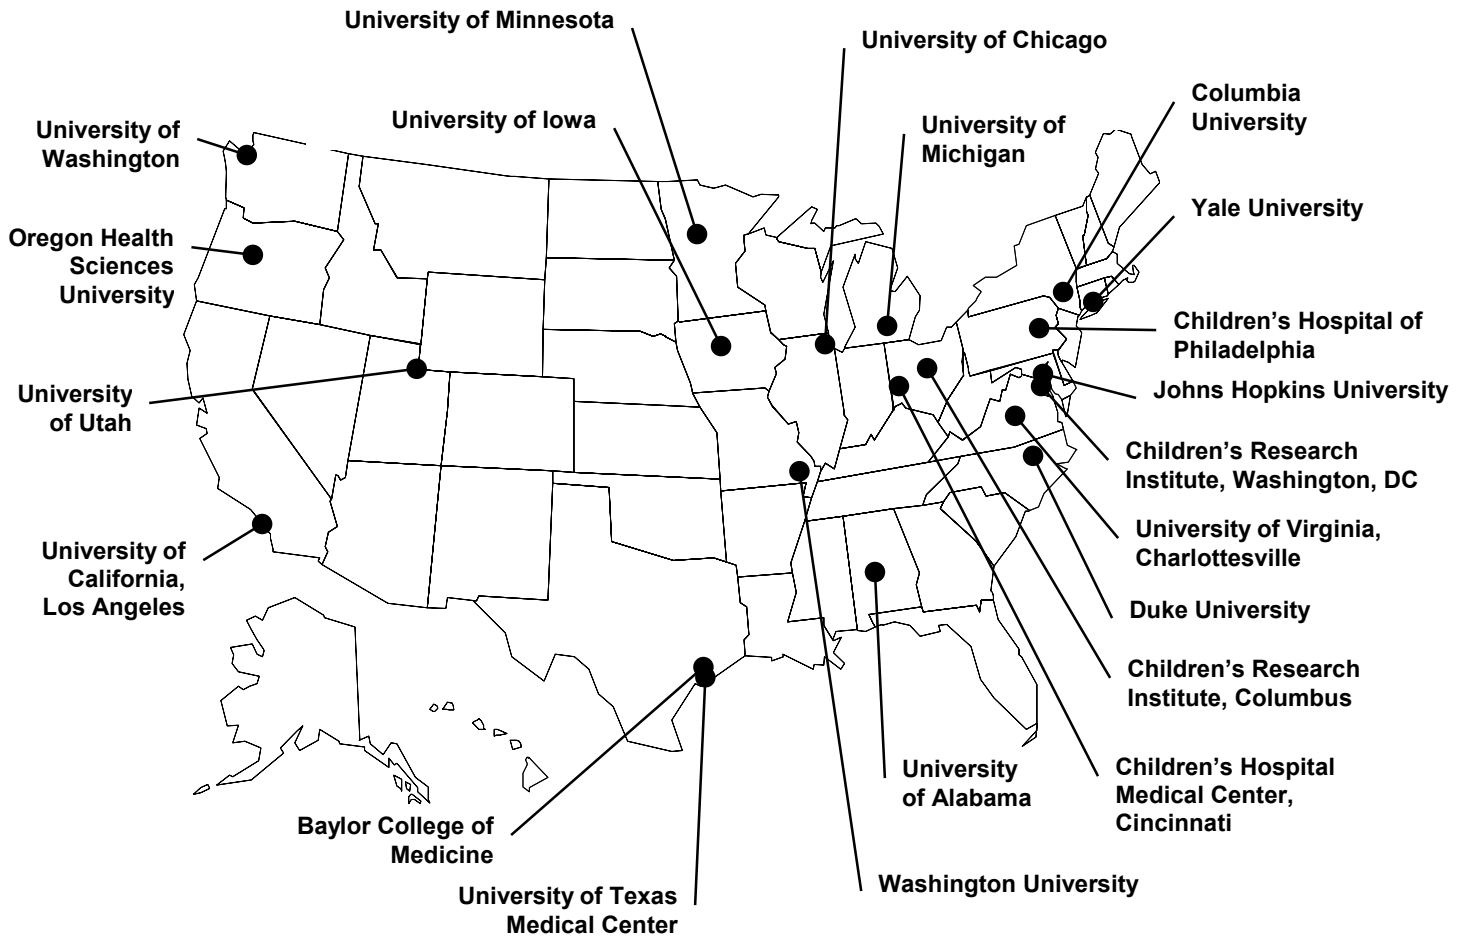 University of Minnesota
University of Chicago
Columbia
University
University of Iowa
University of
Michigan
University of
Washington
Yale University
Oregon Health
Sciences
University
Children's Hospital of
Philadelphia
University
of Utah
Johns Hopkins University
Children's Research
Institute, Washington, DC
University of Virginia,
Charlottesville
University of
California,
Los Angeles
Duke University
Children's Research
Institute, Columbus
University
of Alabama
Children's Hospital
Medical Center,
Cincinnati
Baylor College of
Medicine
Washington University
University of Texas
Medical Center